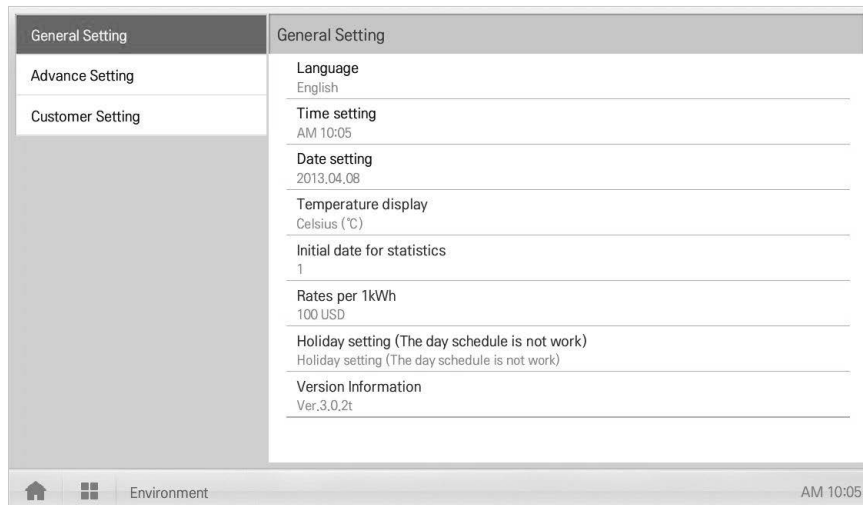 General Setting
Advance Setting
Customer Setting
General Setting
Language
English
Time setting
AM 10:05
Date setting
2013.04.08
Temperature display
Celsius (℃)
Initial date for statistics
1
Rates per 1kWh
100 USD
Holiday setting (The day schedule is not work)
Holiday setting (The day schedule is not work)
Version Information
Ver.3.0.2t
Environment
AM 10:05